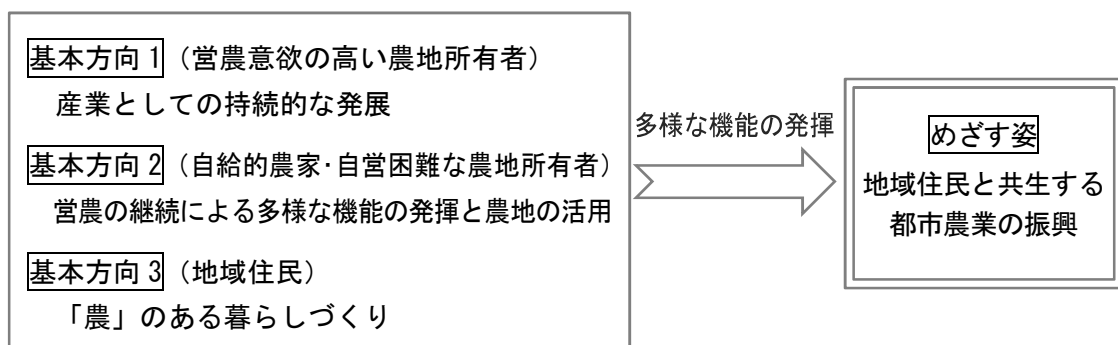 基本方向1（営農意欲の高い農地所有者）
産業としての持続的な発展
基本方向2（自給的農家･自営困難な農地所有者）
営農の継続による多様な機能の発揮と農地の活用
基本方向3（地域住民）
「農」のある暮らしづくり
多様な機能の発揮
めざす姿
地域住民と共生する
都市農業の振興